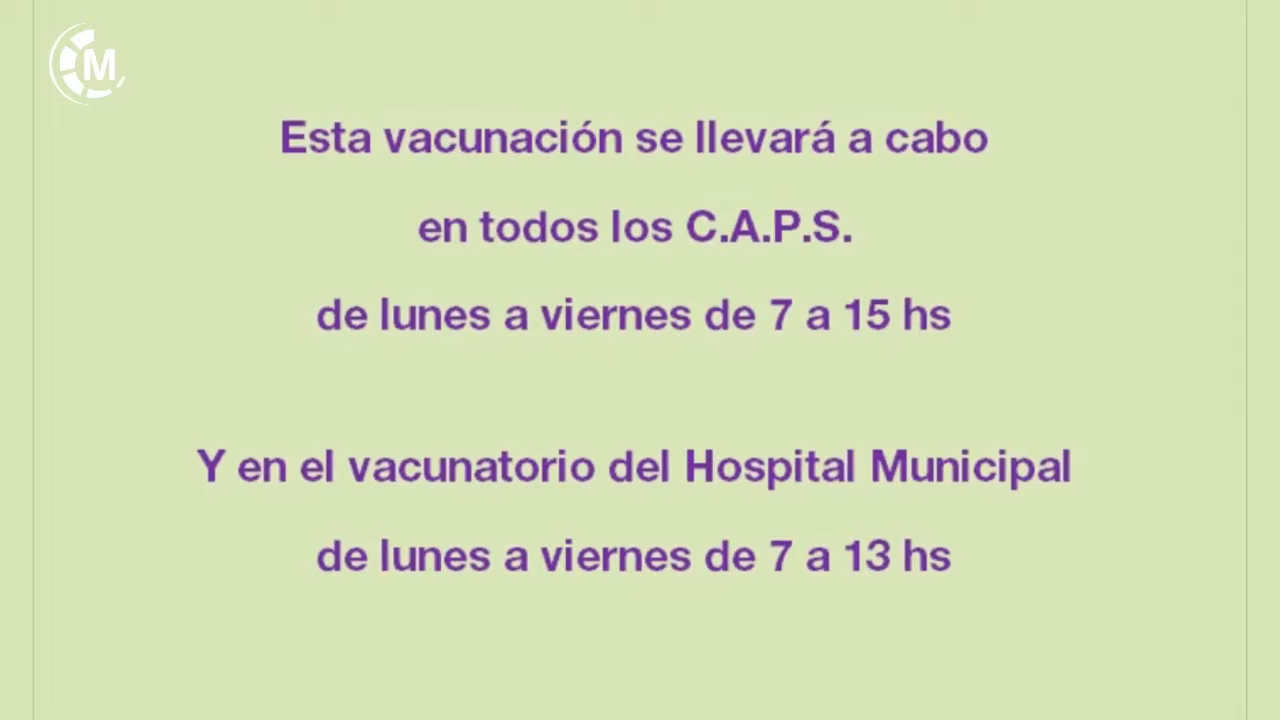 M
Esta vacunación se llevará a cabo
en todos los C.A.P.S.
de lunes a viernes de 7 a 15 hs
Y en el vacunatorio del Hospital Municipal
de lunes a viernes de 7 a 13 hs